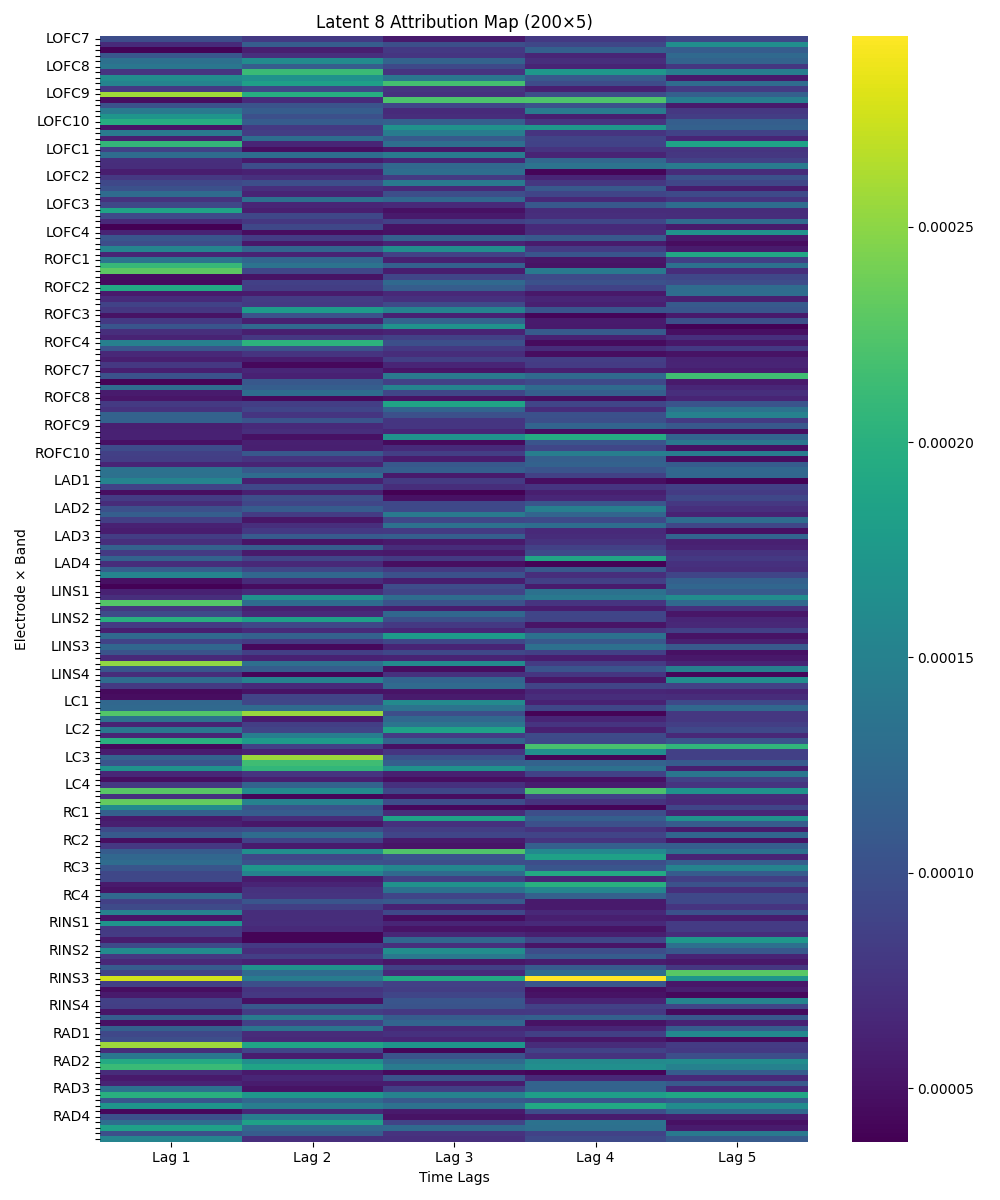 Latent 8 Attribution Map (200×5)
Electrode × Band
LOFC7
LOFC8
LOFC9
LOFC10
LOFC1
LOFC2
LOFC3
LOFC4
ROFC1
ROFC2
ROFC3
ROFC4
ROFC7
ROFC8
ROFC9
ROFC10
LAD1
LAD2
LAD3
LAD4
LINS1
LINS2
LINS3
LINS4
LC1
LC2
LC3
LC4
RC1
RC2
RC3
RC4
RINS1
RINS2
RINS3
RINS4
RAD1
RAD2
RAD3
RAD4
Lag 1 Lag 2 Lag 3 Lag 4 Lag 5
Time Lags
0.00025
0.00020
0.00015
0.00010
0.00005